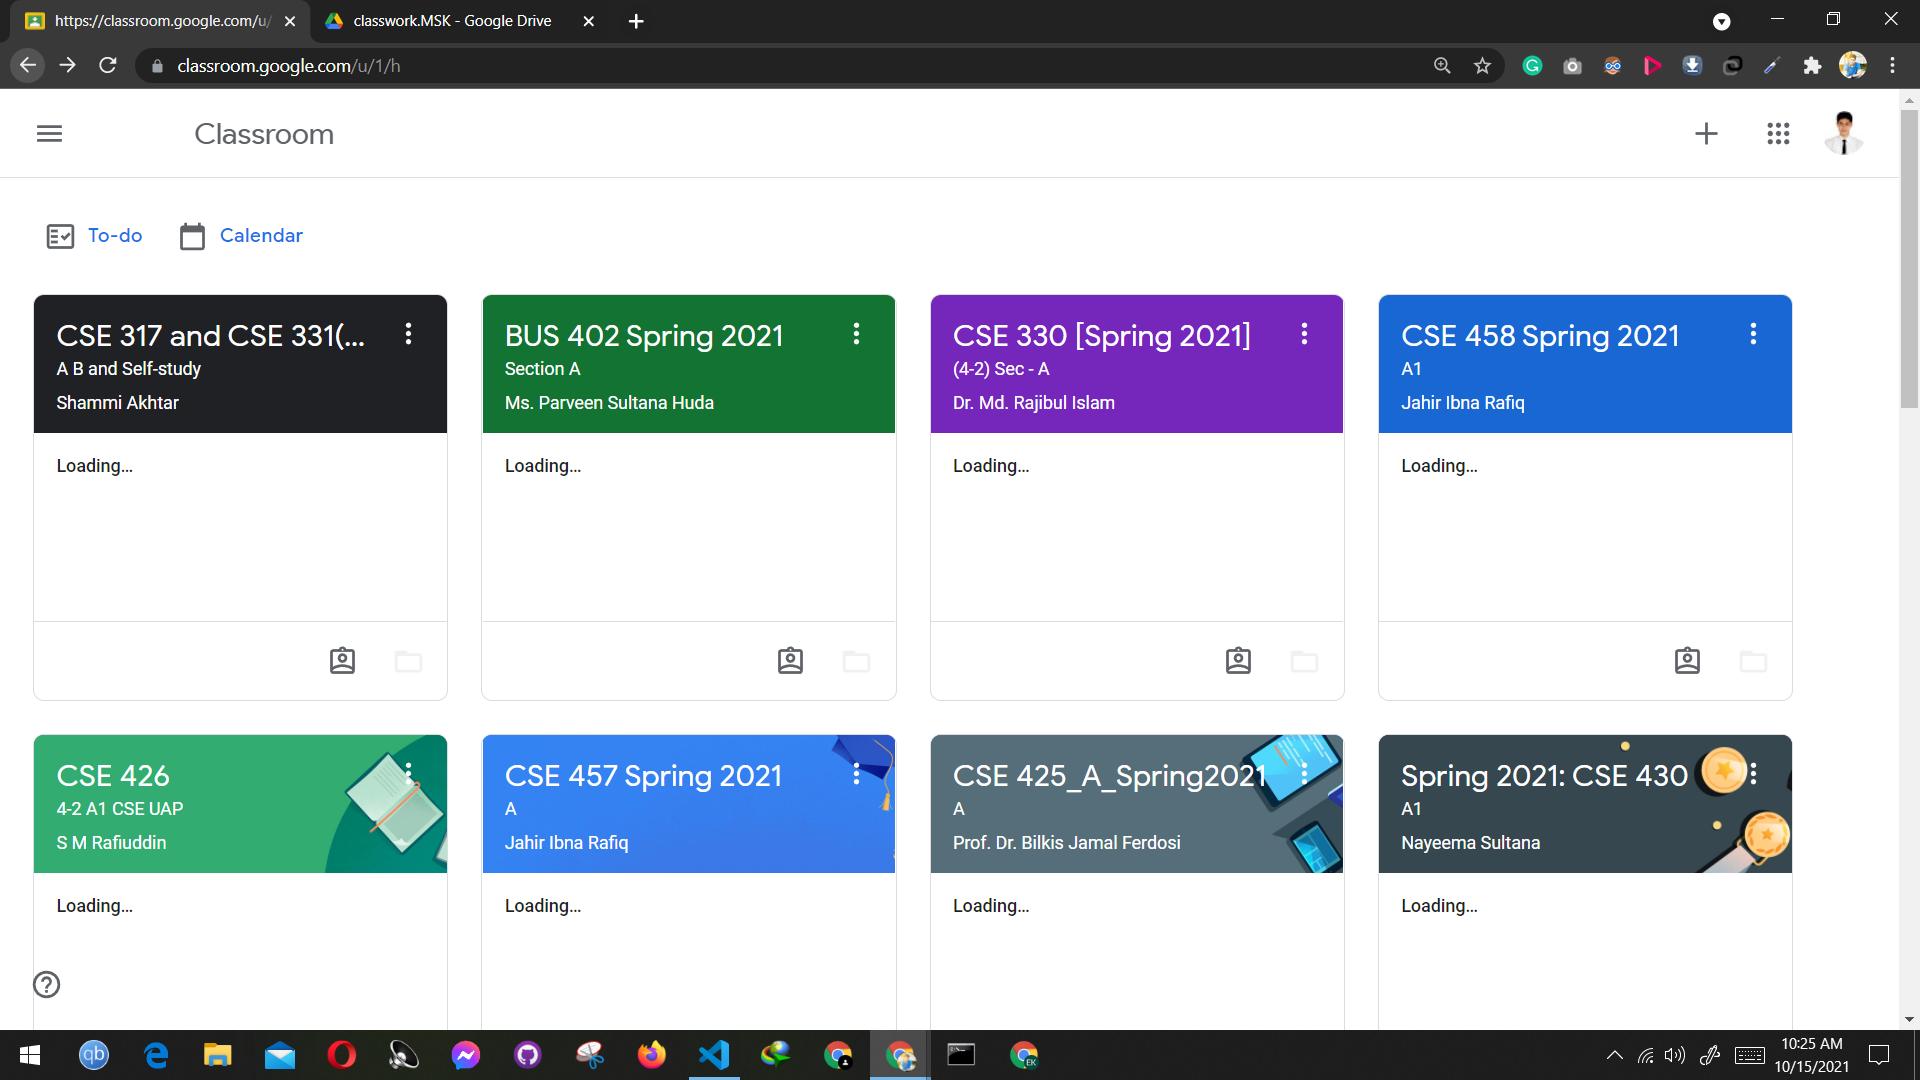 https://classroom.google.com/u/
classwork.MSK - Google Drive
classroom.google.com/u/1/h
Classroom
To-do
Calendar
CSE 317 and CSE 331(...
A B and Self-study
Shammi Akhtar
Loading...
BUS 402 Spring 2021
Section A
Ms. Parveen Sultana Huda
Loading...
CSE 330 [Spring 2021]
(4-2) Sec - A
Dr. Md. Rajibul Islam
Loading...
CSE 458 Spring 2021
A1
Jahir Ibna Rafiq
Loading...
CSE 426
4-2 A1 CSE UAP
S M Rafiuddin
Loading...
CSE 457 Spring 2021
A
Jahir Ibna Rafiq
Loading...
CSE 425_A_Spring2021
A
Prof. Dr. Bilkis Jamal Ferdosi
Loading...
Spring 2021: CSE 430
A1
Nayeema Sultana
Loading...
qb
EK
10:25 AM
10/15/2021